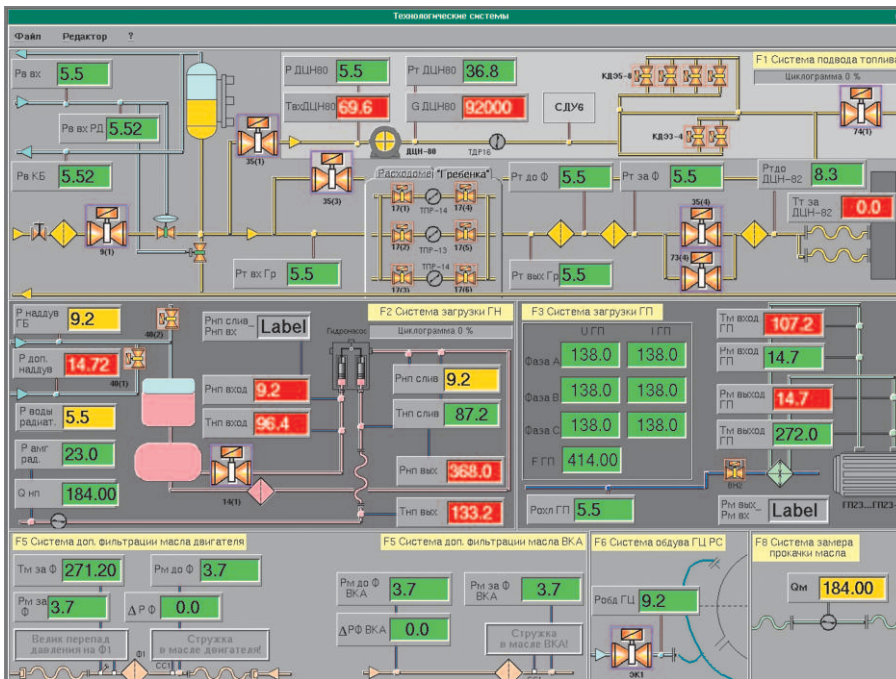 Технологические системы
Файл Редактор ?
Рв вх 5.5
Рв вх РД 5.52
Рв КБ 5.52
9(1)
35(1)
35(3)
Р ДЦН80 5.5
Рт ДЦН80 36.8
ТвхДЦН80 69.6
G ДЦН80 92000
СДУ6
ДЦН-80
ТДР16
КДЭ5-8
КДЭ3-4
F1 Система подвода топлива
Циклограмма 0 %
74(1)
Расходомер "Гребенка"
17(1) ТПР-14 17(4)
17(2) ТПР-13 17(5)
17(3) ТПР-14 17(6)
Рт вх Гр 5.5
Рт до Ф 5.5
Рт за Ф 5.5
Рт вых Гр 5.5
35(4)
73(4)
Ртдо ДЦН-82 8.3
Тт за ДЦН-82 0.0
F2 Система загрузки ГН
Циклограмма 0 %
Р наддув ГБ 9.2
40(2)
Р доп. наддув 14.72
40(1)
Р воды радиат. 5.5
Р амг рад. 23.0
Q нп 184.00
Рнп слив_
Рнп вх Label
Гидронасос
Рнп вход 9.2
Тнп вход 96.4
14(1)
Рнп слив 9.2
Тнп слив 87.2
Рнп вых 368.0
Тнп вых 133.2
F3 Система загрузки ГП
U ГП I ГП
Фаза А 138.0 138.0
Фаза В 138.0 138.0
Фаза С 138.0 138.0
F ГП 414.00
Рохл ГП 5.5
Тм вход ГП 107.2
Рм вход ГП 14.7
Рм выход ГП 14.7
Тм выход ГП 272.0
ВН2
Рм вых_
Рм вх Label
ГП23...ГП23-
F5 Система доп. фильтрации масла двигателя
Тм за Ф 271.20
Рм до Ф 3.7
Рм за Ф 3.7
Δ Р Ф 0.0
Велик перепад
давления на Ф1
Ф1
Стружка
в масле двигателя!
СС1
F5 Система доп. фильтрации масла ВКА
Рм до Ф ВКА 3.7
Рм за Ф ВКА 3.7
ΔРФ ВКА 0.0
Стружка
в масле ВКА!
F6 Система обдува ГЦ РС
Робд ГЦ 9.2
ЭК1
F8 Система замера
прокачки масла
Qм 184.00